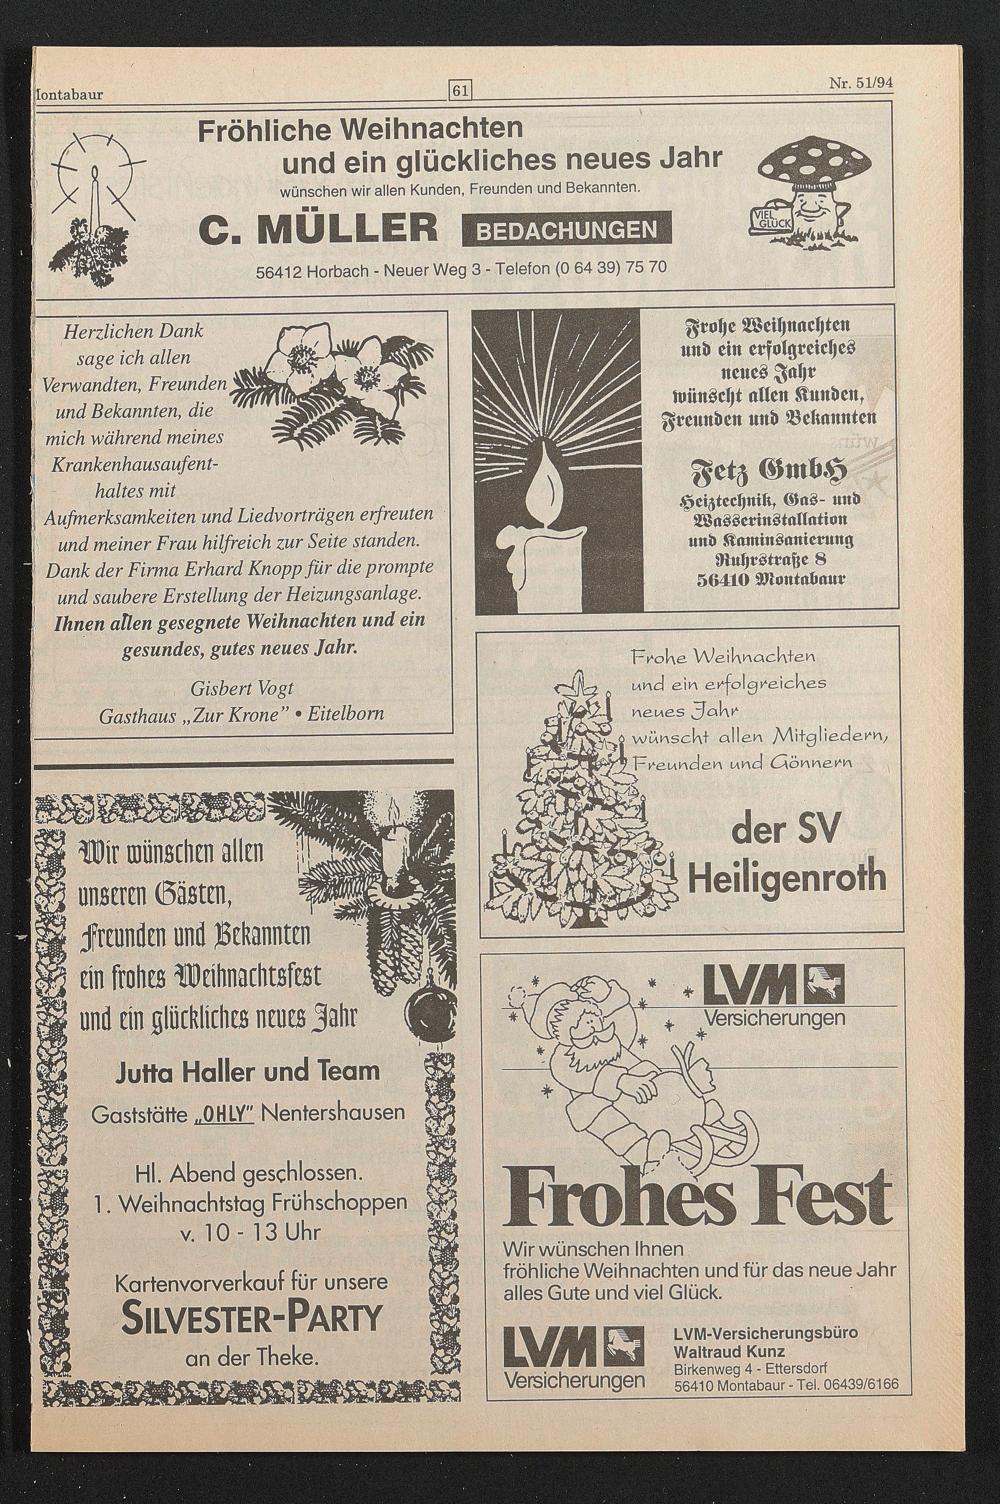 Montabaur
61
Nr. 51/94
Fröhliche Weihnachten
und ein glückliches neues Jahr
wünschen wir allen Kunden, Freunden und Bekannten.
C. MÜLLER BEDACHUNGEN
56412 Horbach - Neuer Weg 3 - Telefon (0 64 39) 75 70
VIEL
GLÜCK
Herzlichen Dank
sage ich allen
Verwandten, Freunden
und Bekannten, die
mich während meines
Krankenhausaufent-
haltes mit
Aufmerksamkeiten und Liedvorträgen erfreuten
und meiner Frau hilfreich zur Seite standen.
Dank der Firma Erhard Knopp für die prompte
und saubere Erstellung der Heizungsanlage.
Ihnen allen gesegnete Weihnachten und ein
gesundes, gutes neues Jahr.
Gisbert Vogt
Gasthaus „Zur Krone” • Eitelborn
Frohe Weihnachten
und ein erfolgreiches
neues Jahr
wünscht allen Kunden,
Freunden und Bekannten
Fetz GmbH
Heiztechnik, Gas- und
Wasserinstallation
und Kaminsanierung
Ruhrstraße 8
56410 Montabaur
Frohe Weihnachten
und ein erfolgreiches
neues Jahr
wünscht allen Mitgliedern,
Freunden und Gönnern
der SV
Heiligenroth
Wir wünschen allen
unseren Gästen,
Freunden und Bekannten
ein frohes Weihnachtsfest
und ein glückliches neues Jahr
Jutta Haller und Team
Gaststätte „OHLY” Nentershausen
Hl. Abend geschlossen.
1. Weihnachtstag Frühschoppen
v. 10 - 13 Uhr
Kartenvorverkauf für unsere
SILVESTER-PARTY
an der Theke.
LVM
Versicherungen
Frohes Fest
Wir wünschen Ihnen
fröhliche Weihnachten und für das neue Jahr
alles Gute und viel Glück.
LVM
Versicherungen
LVM-Versicherungsbüro
Waltraud Kunz
Birkenweg 4 - Ettersdorf
56410 Montabaur - Tel. 06439/6166